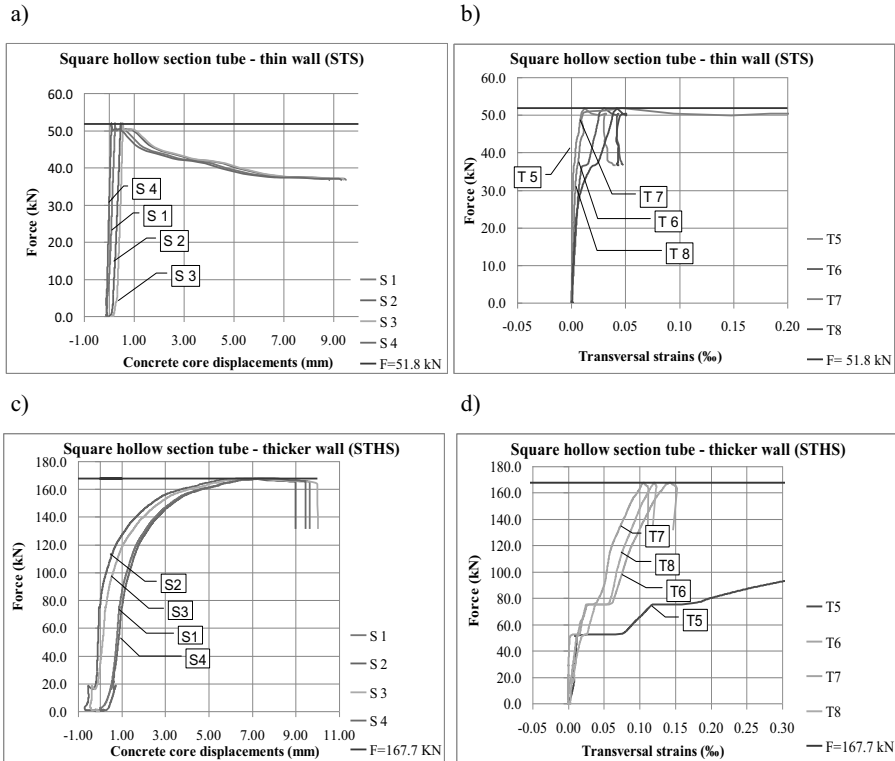 a)
Square hollow section tube - thin wall (STS)
60.0
50.0
40.0
30.0
20.0
10.0
0.0
Force (kN)
S 4
S 1
S 2
S 3
-1.00 1.00 3.00 5.00 7.00 9.00
Concrete core displacements (mm)
S 1
S 2
S 3
S 4
F=51.8 kN
b)
Square hollow section tube - thin wall (STS)
60.0
50.0
40.0
30.0
20.0
10.0
0.0
Force (kN)
T 5
T 7
T 6
T 8
-0.05 0.00 0.05 0.10 0.15 0.20
Transversal strains (‰)
T5
T6
T7
T8
F= 51.8 kN
c)
Square hollow section tube - thicker wall (STHS)
180.0
160.0
140.0
120.0
100.0
80.0
60.0
40.0
20.0
0.0
Force (kN)
S2
S3
S1
S4
-1.00 1.00 3.00 5.00 7.00 9.00 11.00
Concrete core displacements (mm)
S 1
S 2
S 3
S 4
F=167.7 KN
d)
Square hollow section tube - thicker wall (STHS)
180.0
160.0
140.0
120.0
100.0
80.0
60.0
40.0
20.0
0.0
Force (kN)
T7
T8
T6
T5
-0.05 0.00 0.05 0.10 0.15 0.20 0.25 0.30
Transversal strains (‰)
T5
T6
T7
T8
F=167.7 kN